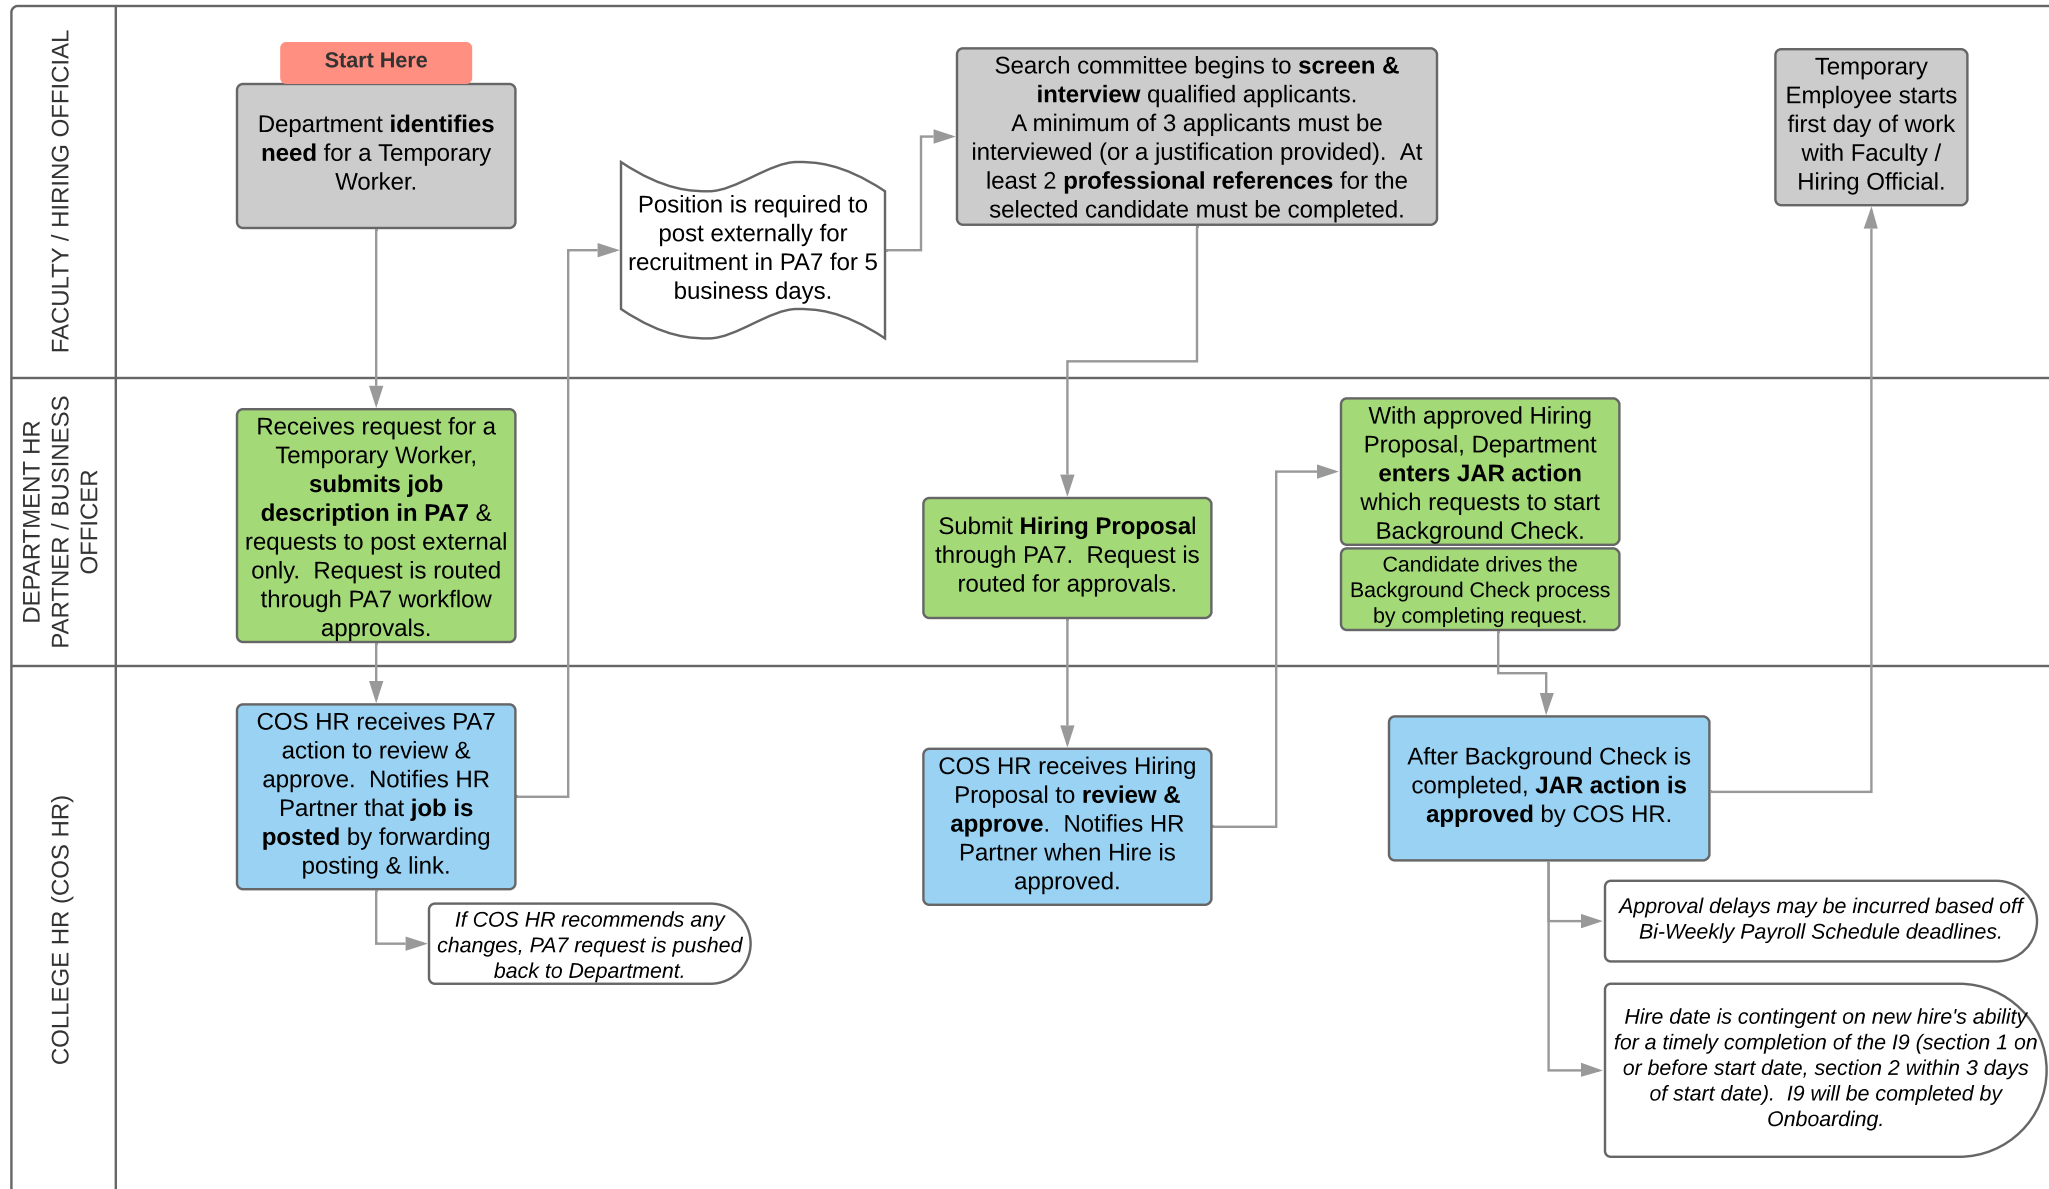 FACULTY / HIRING OFFICIAL
Start Here
Department identifies
need for a Temporary
Worker.
Position is required to
post externally for
recruitment in PA7 for 5
business days.
Search committee begins to screen &
interview qualified applicants.
A minimum of 3 applicants must be
interviewed (or a justification provided).  At
least 2 professional references for the
selected candidate must be completed.
Temporary
Employee starts
first day of work
with Faculty /
Hiring Official.
DEPARTMENT HR
PARTNER / BUSINESS
OFFICER
Receives request for a
Temporary Worker,
submits job
description in PA7 &
requests to post external
only.  Request is routed
through PA7 workflow
approvals.
Submit Hiring Proposal
through PA7.  Request is
routed for approvals.
With approved Hiring
Proposal, Department
enters JAR action
which requests to start
Background Check.
Candidate drives the
Background Check process
by completing request.
COLLEGE HR (COS HR)
COS HR receives PA7
action to review &
approve.  Notifies HR
Partner that job is
posted by forwarding
posting & link.
If COS HR recommends any
changes, PA7 request is pushed
back to Department.
COS HR receives Hiring
Proposal to review &
approve.  Notifies HR
Partner when Hire is
approved.
After Background Check is
completed, JAR action is
approved by COS HR.
Approval delays may be incurred based off
Bi-Weekly Payroll Schedule deadlines.
Hire date is contingent on new hire's ability
for a timely completion of the I9 (section 1 on
or before start date, section 2 within 3 days
of start date).  I9 will be completed by
Onboarding.